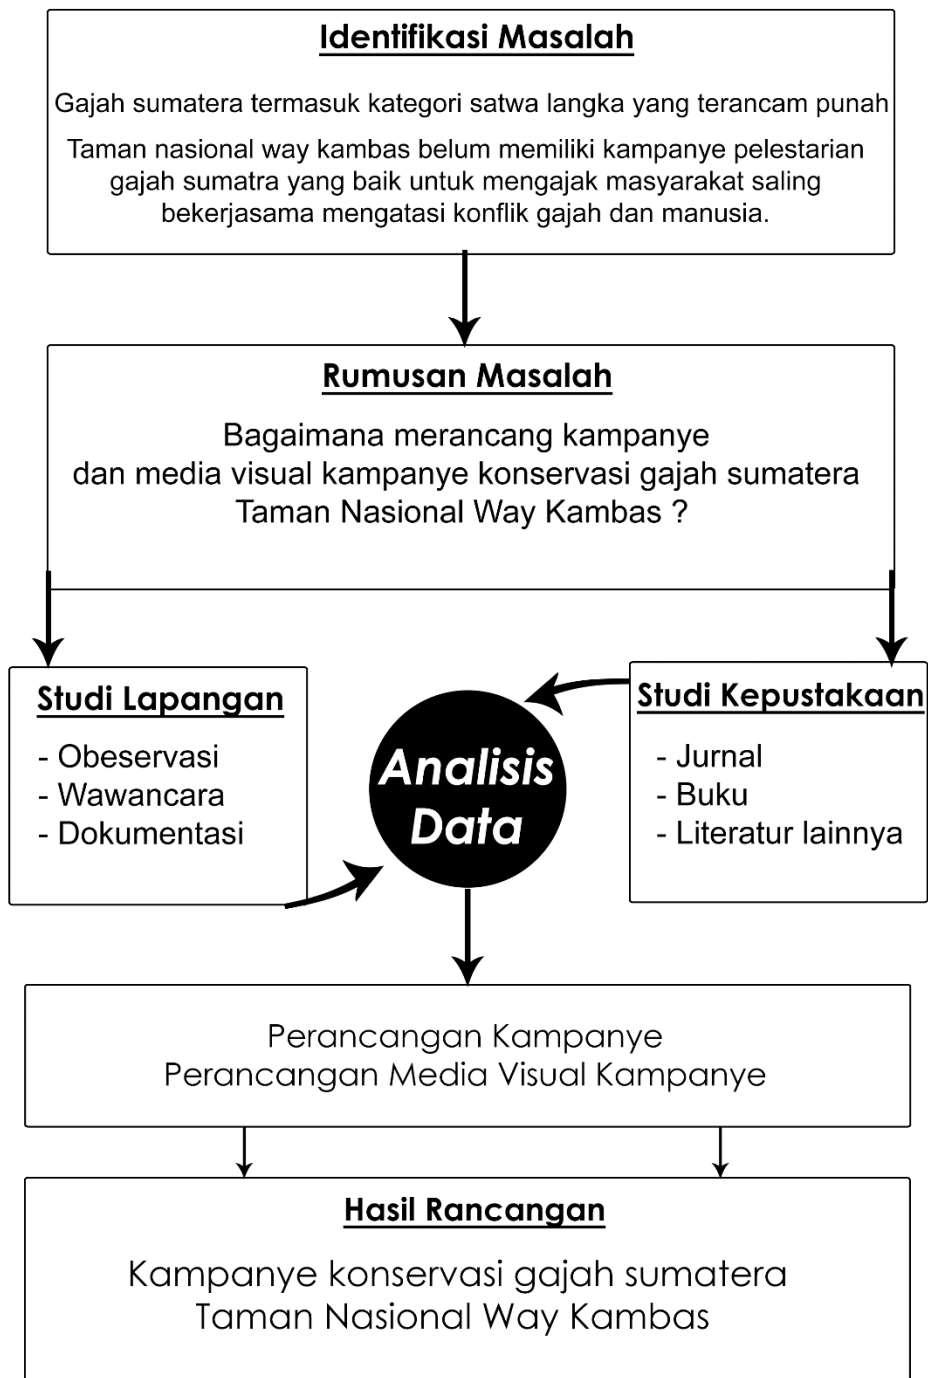 Identifikasi Masalah
Gajah sumatera termasuk kategori satwa langka yang terancam punah
Taman nasional way kambas belum memiliki kampanye pelestarian
gajah sumatra yang baik untuk mengajak masyarakat saling
bekerjasama mengatasi konflik gajah dan manusia.
Rumusan Masalah
Bagaimana merancang kampanye
dan media visual kampanye konservasi gajah sumatera
Taman Nasional Way Kambas ?
Studi Lapangan
- Obeservasi
- Wawancara
- Dokumentasi
Analisis
Data
Studi Kepustakaan
- Jurnal
- Buku
- Literatur lainnya
Perancangan Kampanye
Perancangan Media Visual Kampanye
Hasil Rancangan
Kampanye konservasi gajah sumatera
Taman Nasional Way Kambas